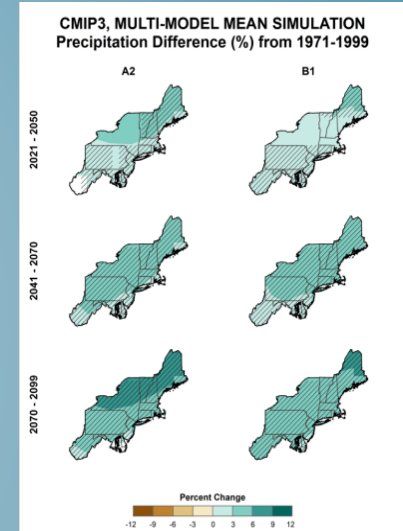 CMIP3, MULTI-MODEL MEAN SIMULATION
Precipitation Difference (%) from 1971-1999
A2 B1
2021 - 2050
2041 - 2070
2070 - 2099
Percent Change
-12 -9 -6 -3 0 3 6 9 12